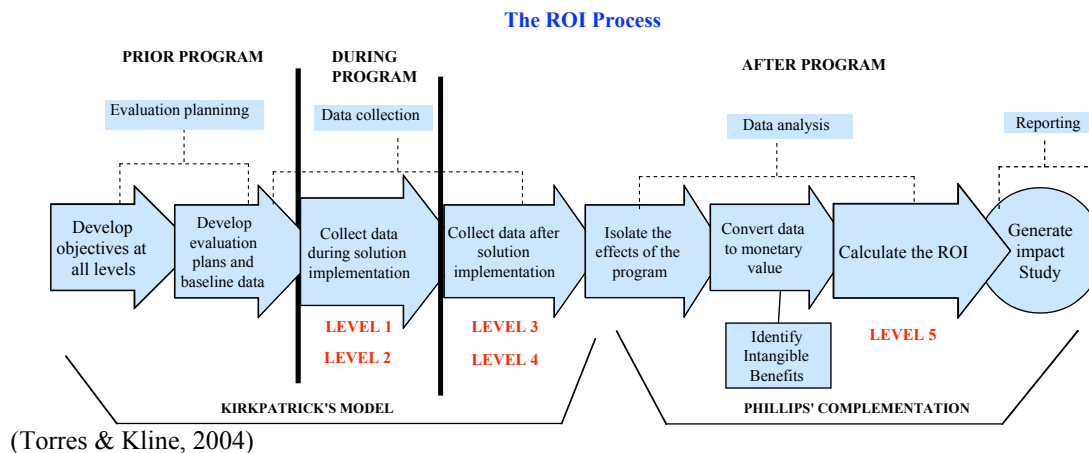 The ROI Process
PRIOR PROGRAM
DURING
PROGRAM
AFTER PROGRAM
Evaluation planninng
Data collection
Data analysis
Reporting
Develop
objectives at
all levels
Develop
evaluation
plans and
baseline data
Collect data
during solution
implementation
Collect data after
solution
implementation
Isolate the
effects of the
program
Convert data
to monetary
value
Calculate the ROI
Generate
impact
Study
LEVEL 1
LEVEL 2
LEVEL 3
LEVEL 4
Identify
Intangible
Benefits
LEVEL 5
KIRKPATRICK'S MODEL
PHILLIPS' COMPLEMENTATION
(Torres & Kline, 2004)